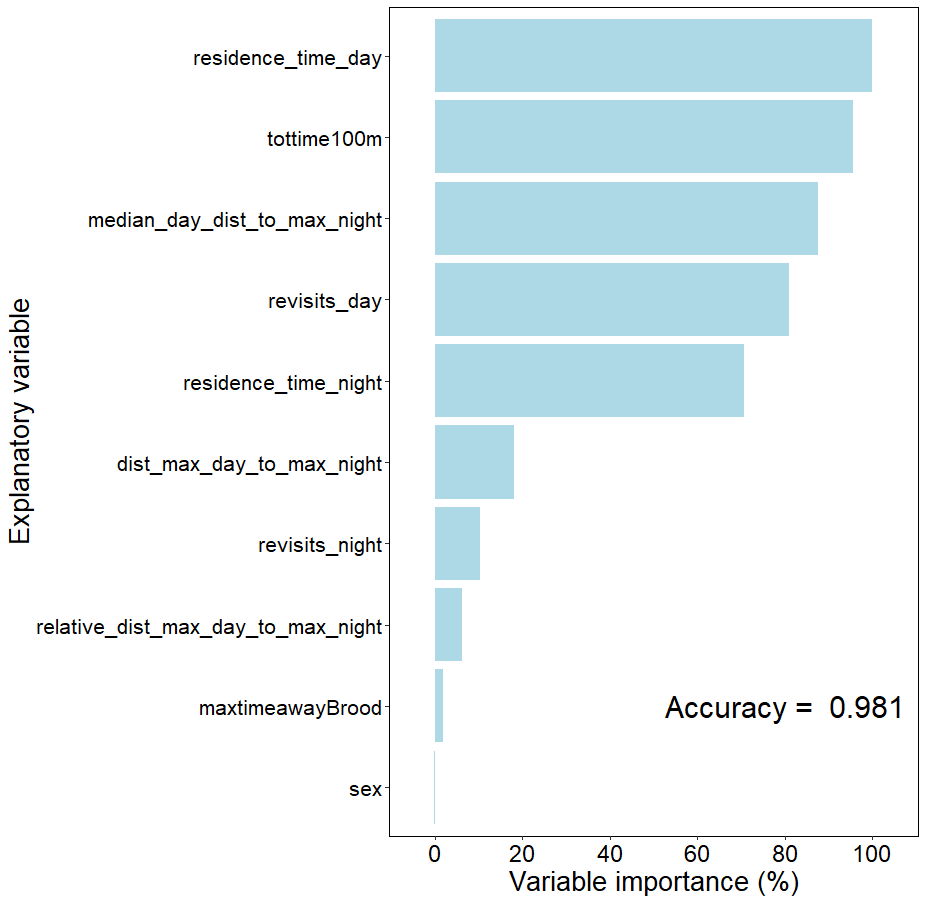 residence_time_day
tottime100m
median_day_dist_to_max_night
revisits_day
residence_time_night
dist_max_day_to_max_night
revisits_night
relative_dist_max_day_to_max_night
maxtimeawayBrood
sex
Explanatory variable
Accuracy = 0.981
0 20 40 60 80 100
Variable importance (%)